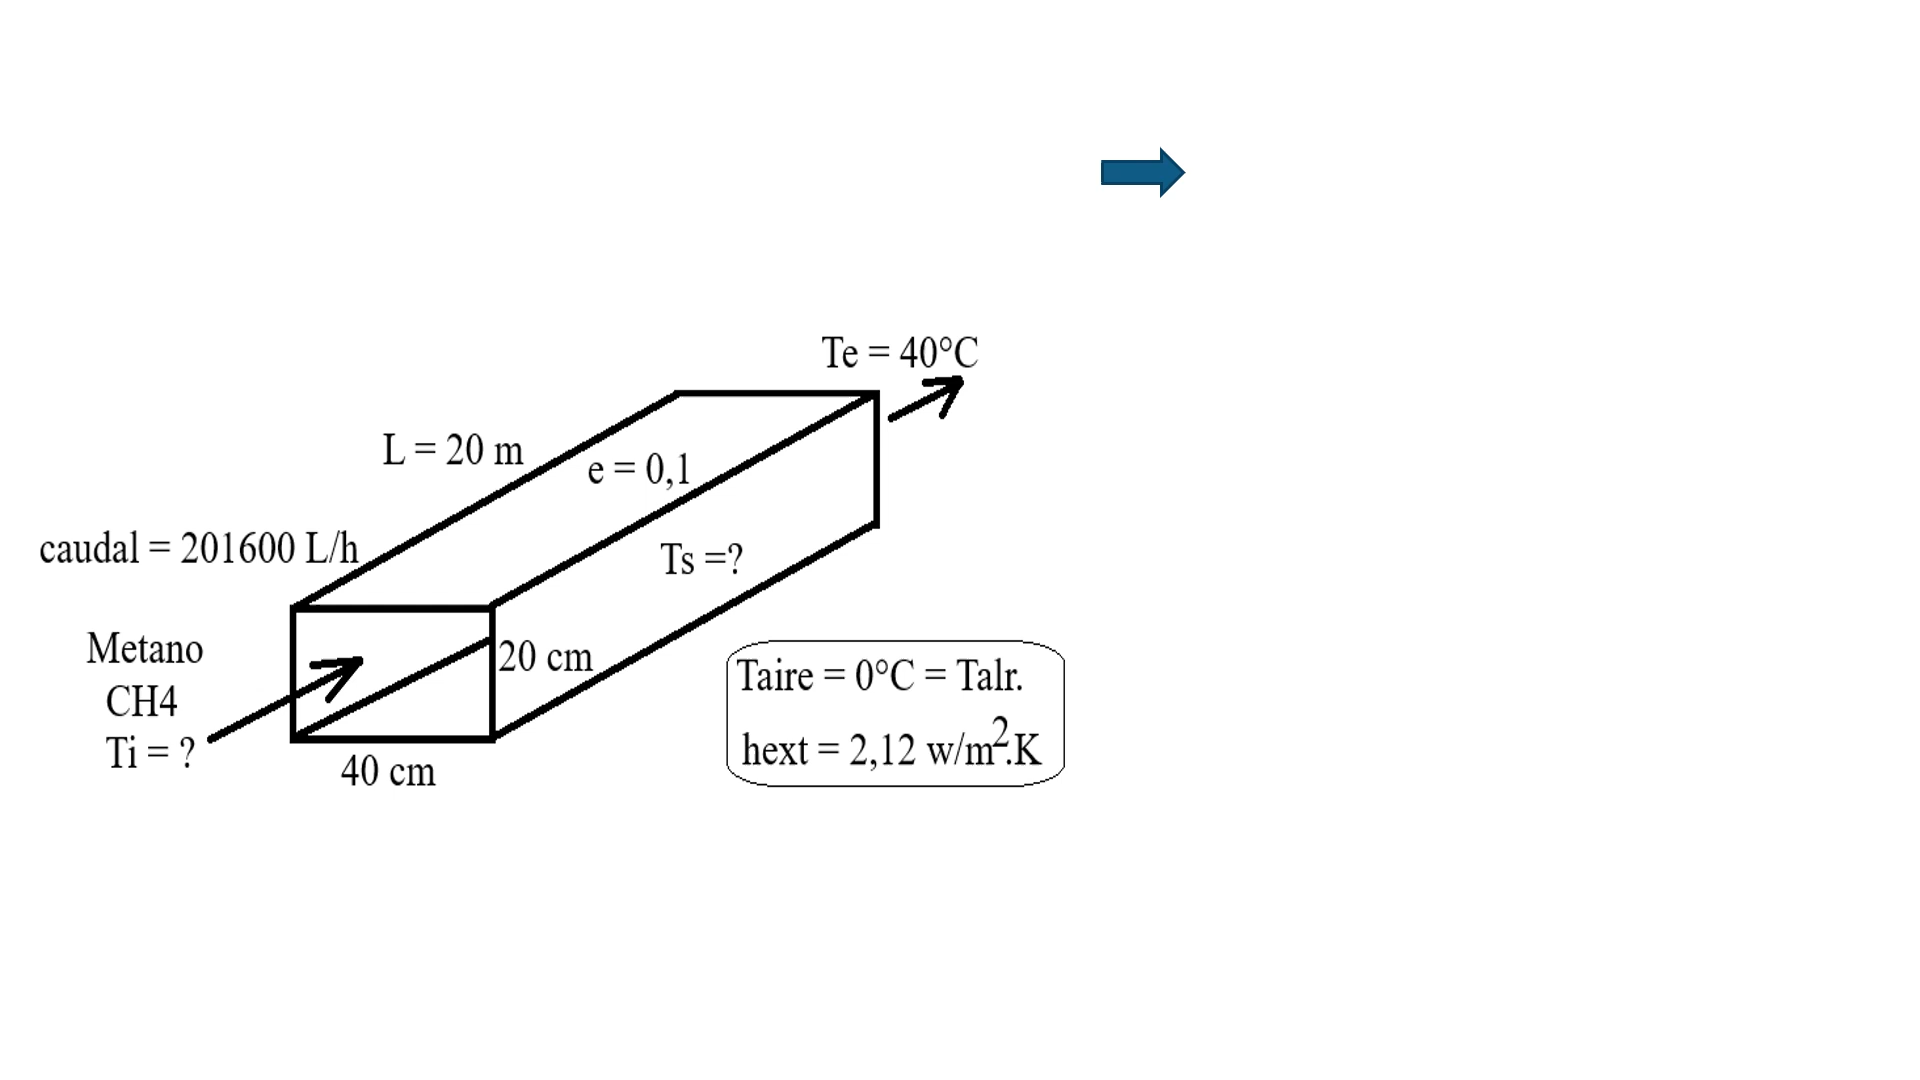 Te = 40°C
L = 20 m
e = 0,1
caudal = 201600 L/h
Ts =?
Metano
CH4
Ti = ?
20 cm
40 cm
Taire = 0°C = Talr.
hext = 2,12 w/m².K